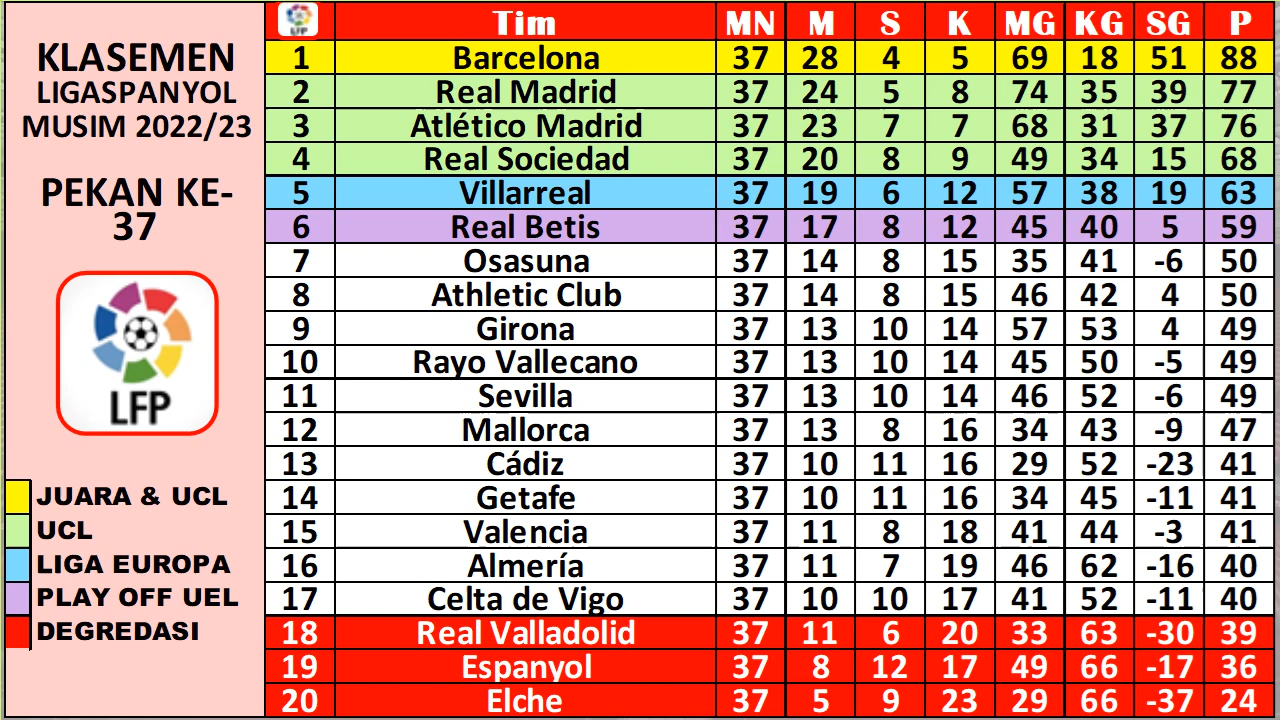 KLASEMEN
LIGASPANYOL
MUSIM 2022/23
PEKAN KE-
37
LFP
JUARA & UCL
UCL
LIGA EUROPA
PLAY OFF UEL
DEGREDASI
LFP Tim MN M S K MG KG SG P
1 Barcelona 37 28 4 5 69 18 51 88
2 Real Madrid 37 24 5 8 74 35 39 77
3 Atlético Madrid 37 23 7 7 68 31 37 76
4 Real Sociedad 37 20 8 9 49 34 15 68
5 Villarreal 37 19 6 12 57 38 19 63
6 Real Betis 37 17 8 12 45 40 5 59
7 Osasuna 37 14 8 15 35 41 -6 50
8 Athletic Club 37 14 8 15 46 42 4 50
9 Girona 37 13 10 14 57 53 4 49
10 Rayo Vallecano 37 13 10 14 45 50 -5 49
11 Sevilla 37 13 10 14 46 52 -6 49
12 Mallorca 37 13 8 16 34 43 -9 47
13 Cádiz 37 10 11 16 29 52 -23 41
14 Getafe 37 10 11 16 34 45 -11 41
15 Valencia 37 11 8 18 41 44 -3 41
16 Almería 37 11 7 19 46 62 -16 40
17 Celta de Vigo 37 10 10 17 41 52 -11 40
18 Real Valladolid 37 11 6 20 33 63 -30 39
19 Espanyol 37 8 12 17 49 66 -17 36
20 Elche 37 5 9 23 29 66 -37 24